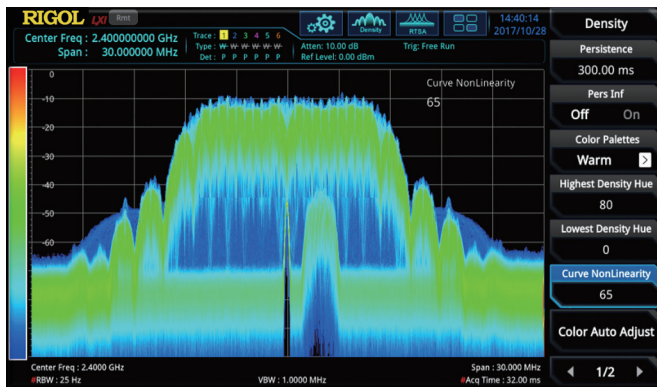 RIGOL LXI Rmt
Center Freq : 2.400000000 GHz
Span : 30.000000 MHz
Trace : 1 2 3 4 5 6
Type : W W W W W W
Det : P P P P P P
Density
RTSA
Atten: 10.00 dB
Ref Level: 0.00 dBm
Trig: Free Run
14:40:14
2017/10/28
0
-10
-20
-30
-40
-50
-60
Curve NonLinearity
65
Center Freq : 2.4000 GHz
#RBW : 25 Hz
VBW : 1.0000 MHz
Span : 30.000 MHz
#Acq Time : 32.00 ms
Density
Persistence
300.00 ms
Pers Inf
Off On
Color Palettes
Warm
Highest Density Hue
80
Lowest Density Hue
0
Curve NonLinearity
65
Color Auto Adjust
1/2